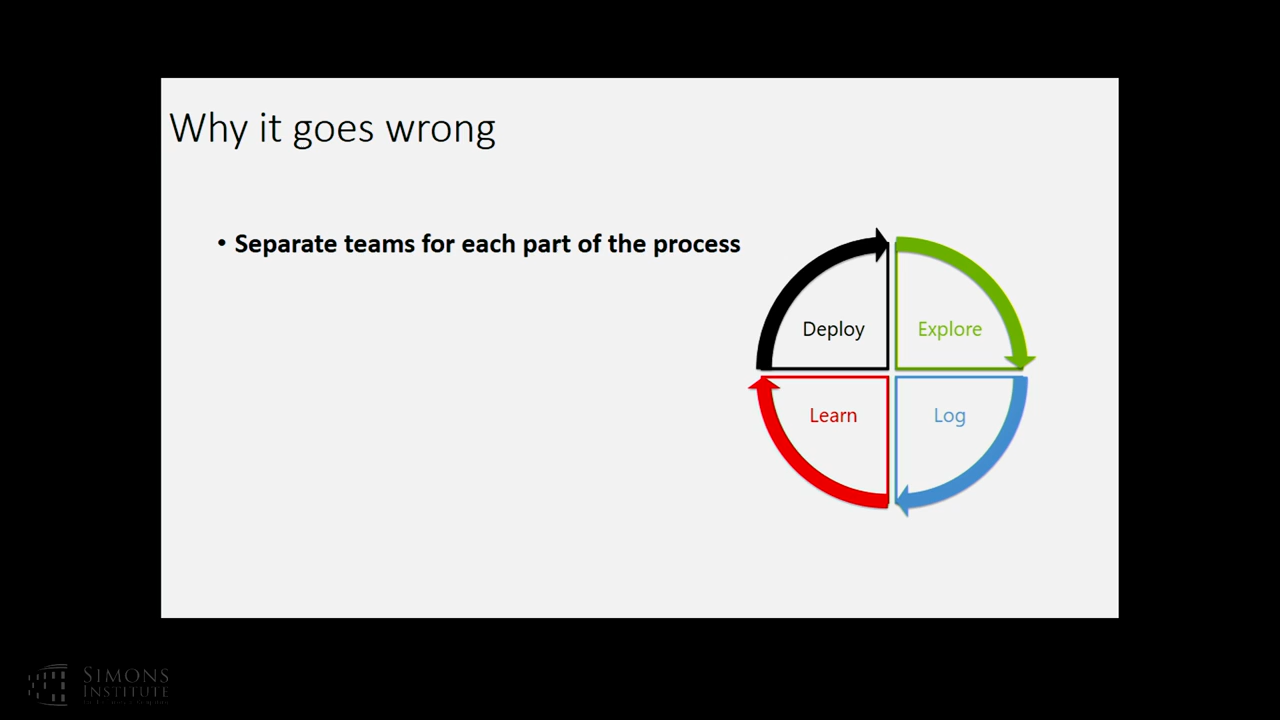 Why it goes wrong
• Separate teams for each part of the process
Deploy
Explore
Learn
Log
SIMONS
INSTITUTE